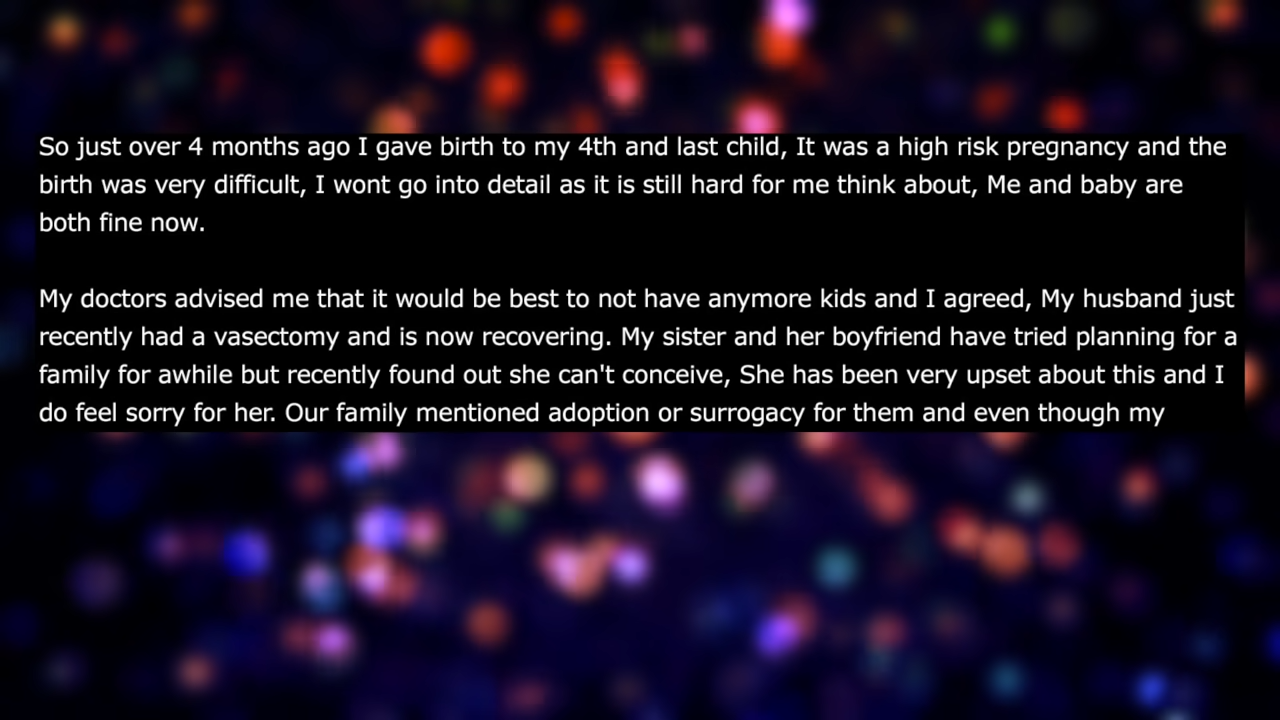 So just over 4 months ago I gave birth to my 4th and last child, It was a high risk pregnancy and the
birth was very difficult, I wont go into detail as it is still hard for me think about, Me and baby are
both fine now.
My doctors advised me that it would be best to not have anymore kids and I agreed, My husband just
recently had a vasectomy and is now recovering. My sister and her boyfriend have tried planning for a
family for awhile but recently found out she can't conceive, She has been very upset about this and I
do feel sorry for her. Our family mentioned adoption or surrogacy for them and even though my